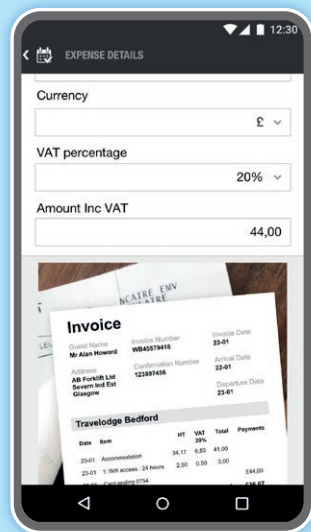 12:30
EXPENSE DETAILS
Currency
£
VAT percentage
20%
Amount Inc VAT
44,00
Invoice
Guest Name
Mr Alan Howard
Invoice Number
WB45579418
Invoice Date
23-01
Address
AB Forklift Ltd
Severn Ind Est
Glasgow
Confirmation Number
123897456
Arrival Date
22-01
Departure Date
23-01
Travelodge Bedford
Date Item HT VAT Total Payments
20%
23-01 Accommodation 34,17 6,83 41,00
23-01 1: Wifi access : 24 hours 2,50 0,50 3,00
0754 £44,00